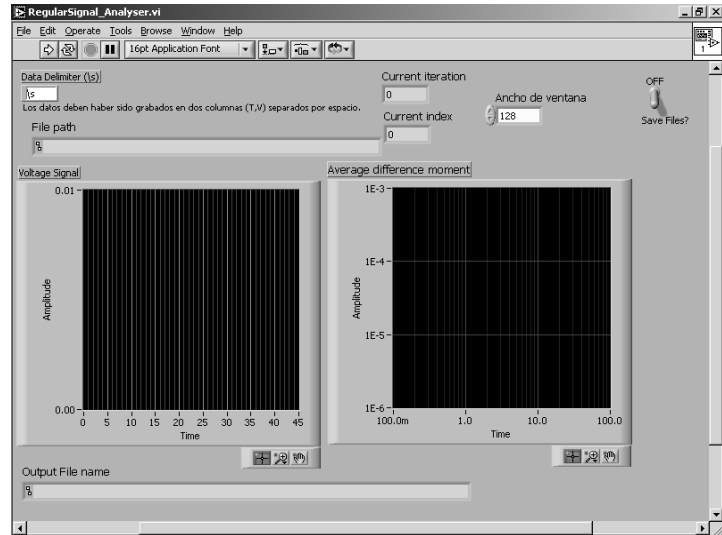 RegularSignal_Analyser.vi
File Edit Operate Tools Browse Window Help
16pt Application Font
1
Data Delimiter (\s)
\s
Los datos deben haber sido grabados en dos columnas (T,V) separados por espacio.
File path
Current iteration
0
Current index
0
Ancho de ventana
128
OFF
Save Files?
Voltage Signal
0.01
0.00
Amplitude
0 5 10 15 20 25 30 35 40 45
Time
Average difference moment
1E-3
1E-4
1E-5
1E-6
Amplitude
100.0m 1.0 10.0 100.0
Time
Output File name